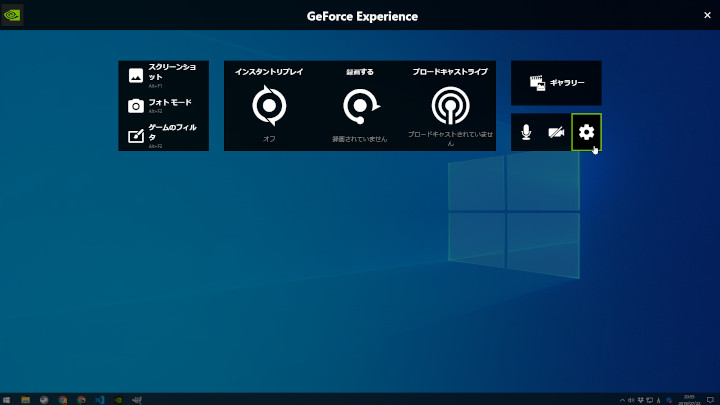 GeForce Experience
スクリーンショ
ット
Alt+F1
フォトモード
Alt+F2
ゲームのフィル
タ
Alt+F3
インスタントリプレイ
オフ
録画する
録画されていません
ブロードキャストライブ
ブロードキャストされていませ
ん
ギャラリー